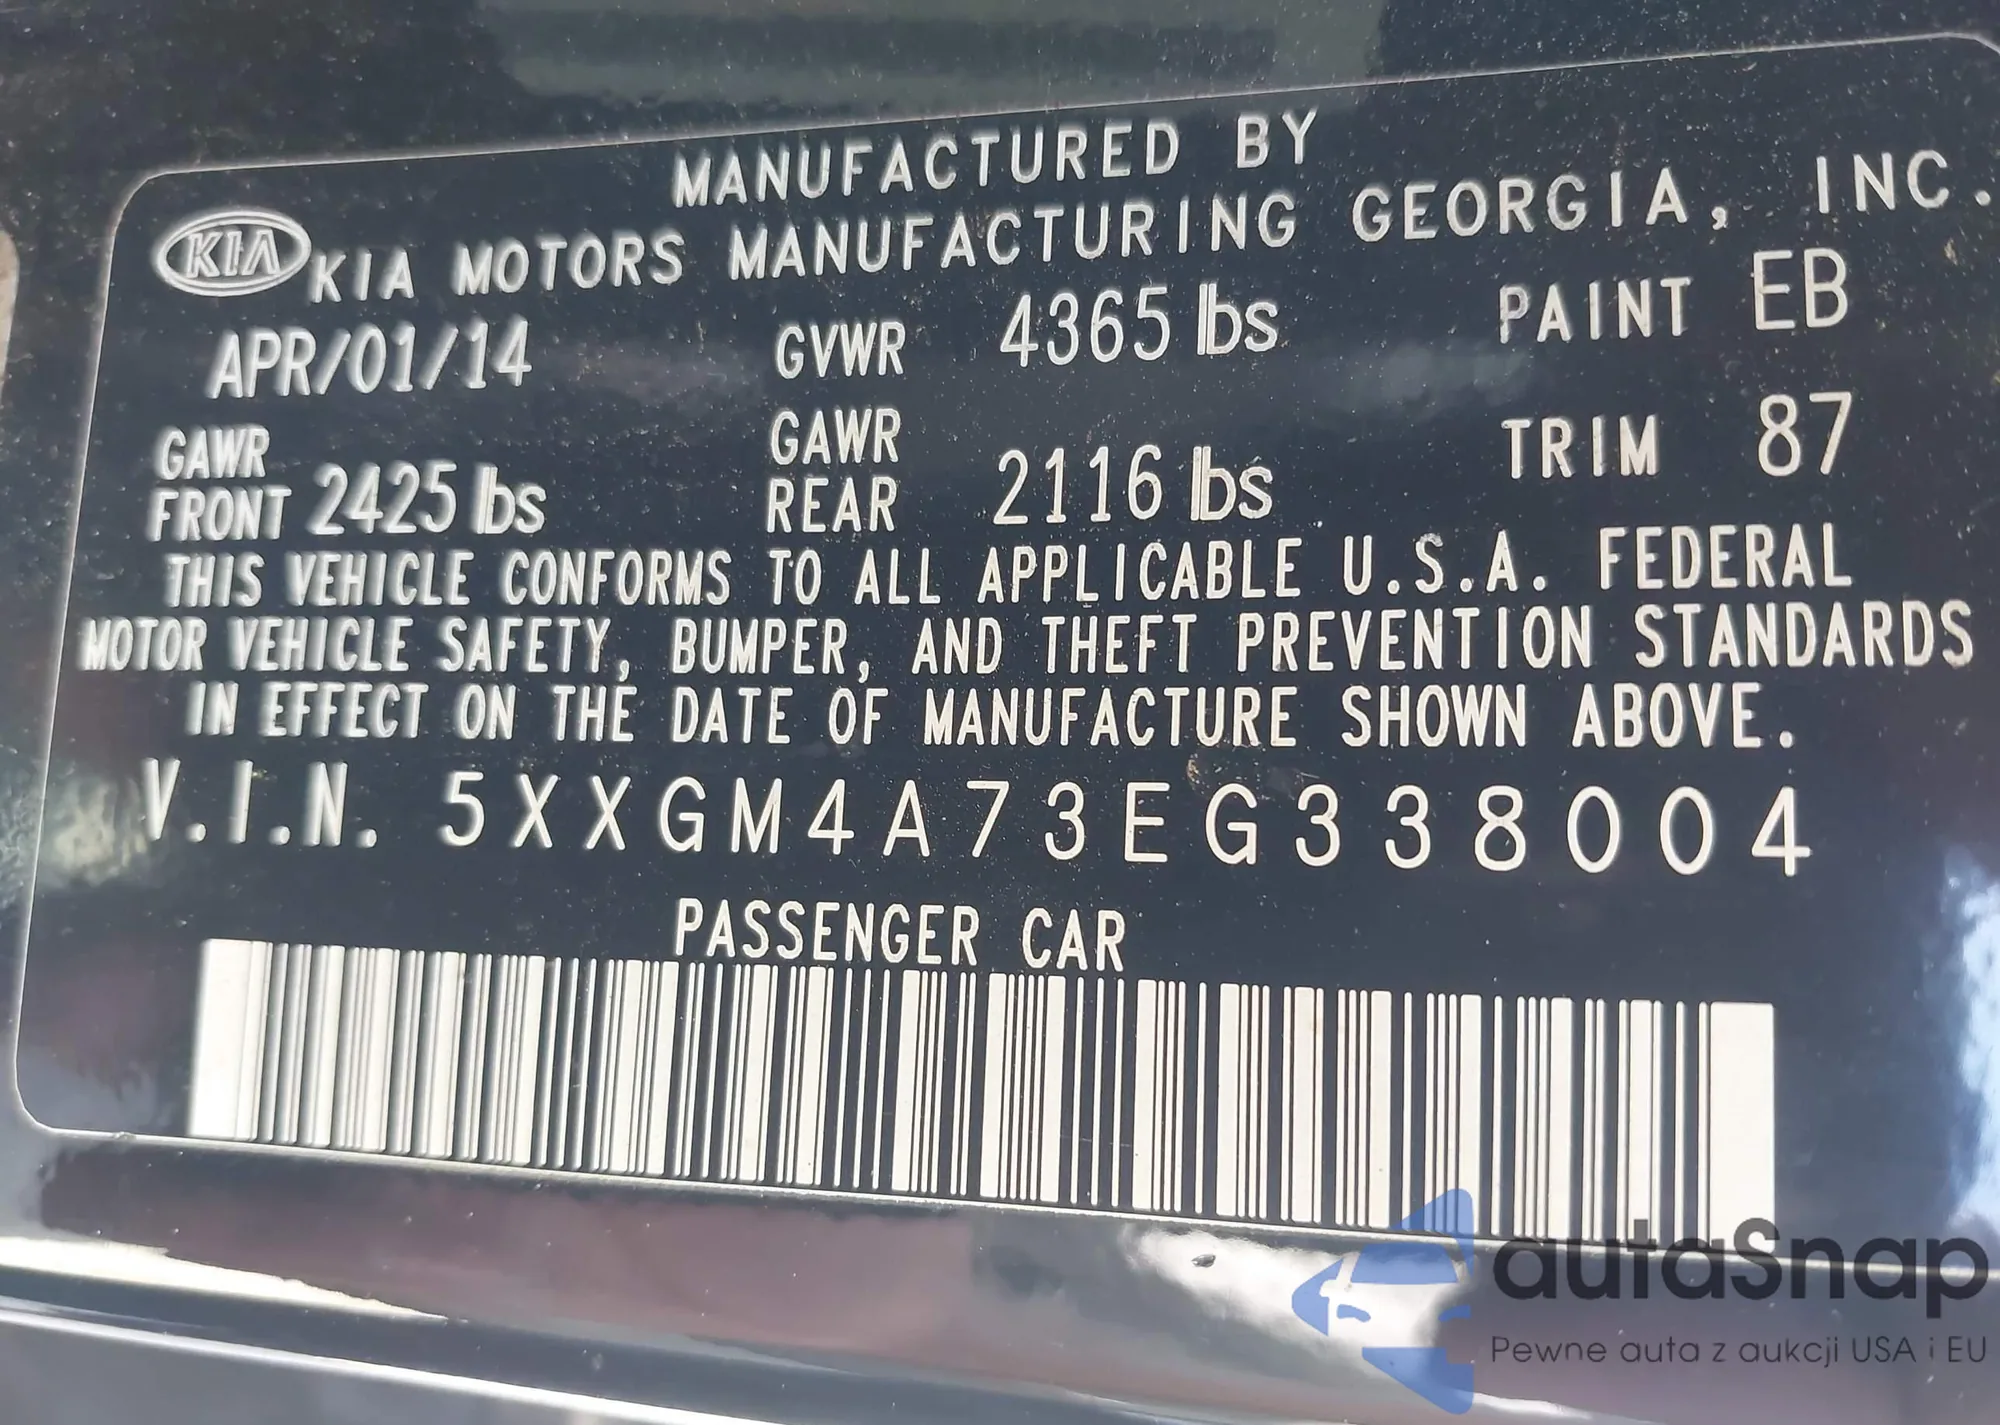 MANUFACTURED BY
KIA KIA MOTORS MANUFACTURING GEORGIA, INC.
APR/01/14 GVWR 4365 lbs PAINT EB
GAWR FRONT 2425 lbs GAWR REAR 2116 lbs TRIM 87
THIS VEHICLE CONFORMS TO ALL APPLICABLE U.S.A. FEDERAL
MOTOR VEHICLE SAFETY, BUMPER, AND THEFT PREVENTION STANDARDS
IN EFFECT ON THE DATE OF MANUFACTURE SHOWN ABOVE.
V.I.N. 5XXGM4A73EG338004
PASSENGER CAR
autaSnap
Pewne auta z aukcji USA i EU